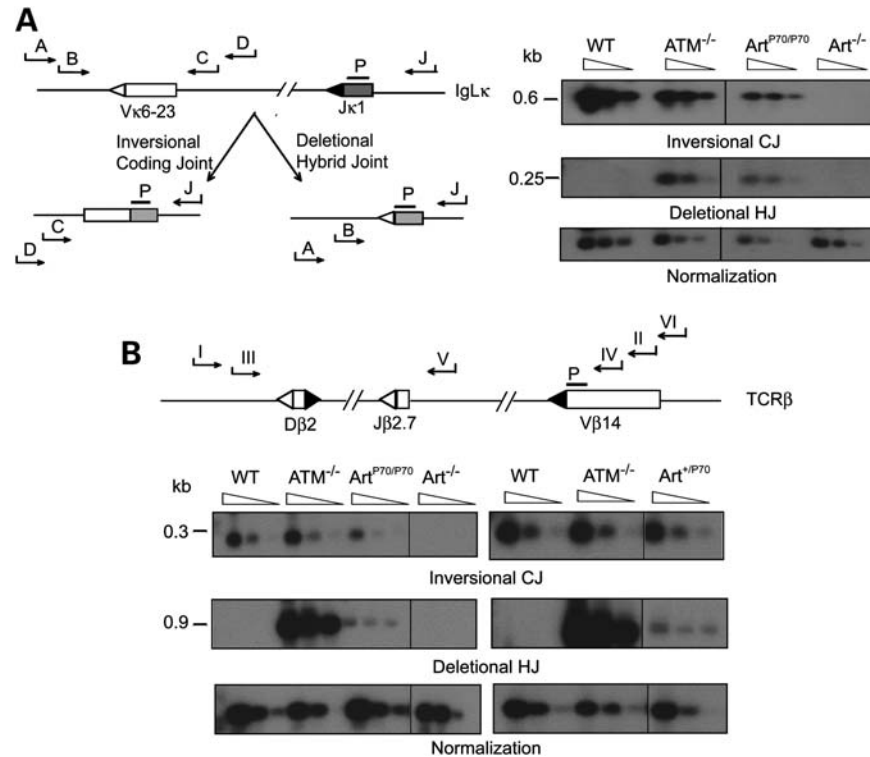 A
A
B
C
D
P
J
Vκ6-23
Jκ1
IgLκ
Inversional
Coding Joint
Deletional
Hybrid Joint
D
C
P
J
A
B
P
J
kb
WT
ATM-/-
ArtP70/P70
Art-/-
0.6
Inversional CJ
0.25
Deletional HJ
Normalization
B
I
III
V
P
IV
II
VI
Dβ2
Jβ2.7
Vβ14
TCRβ
kb
WT
ATM-/-
ArtP70/P70
Art-/-
WT
ATM-/-
Art+/P70
0.3
Inversional CJ
0.9
Deletional HJ
Normalization